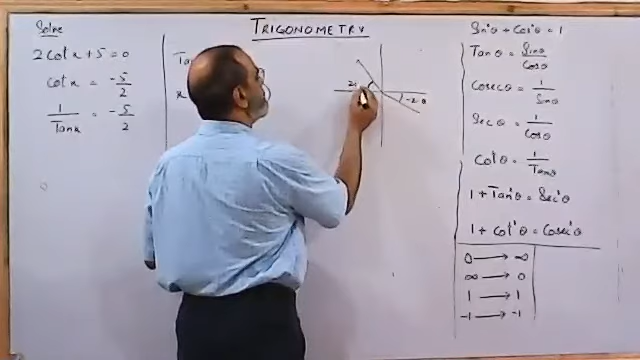 Solve
TRIGONOMETRY
2 Cot x + 5 = 0
Cot x = -5/2
1/Tan x = -5/2
x
Sin²θ + Cos²θ = 1
Tanθ = Sinθ/Cosθ
Cosecθ = 1/Sinθ
Secθ = 1/Cosθ
Cotθ = 1/Tanθ
1 + Tan²θ = Sec²θ
1 + Cot²θ = Cosec²θ
0 → ∞
∞ → 0
1 → 1
-1 → -1